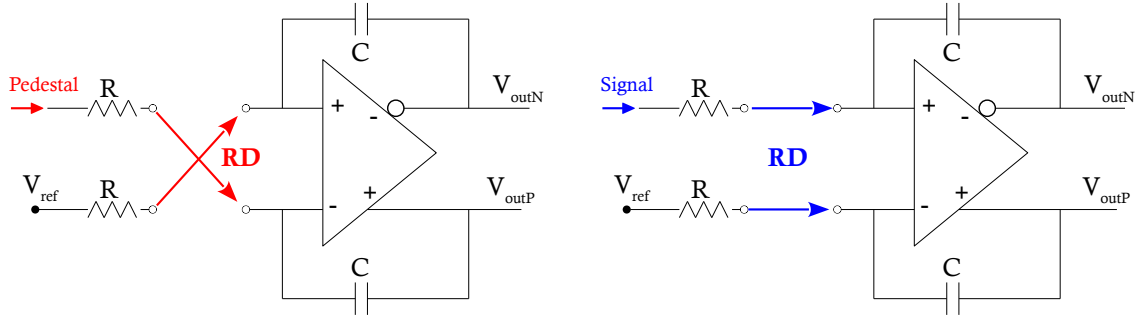 C
Pedestal
R
+
-
V_outN
RD
V_ref
R
+
-
V_outP
C
C
Signal
R
+
-
V_outN
RD
V_ref
R
+
-
V_outP
C